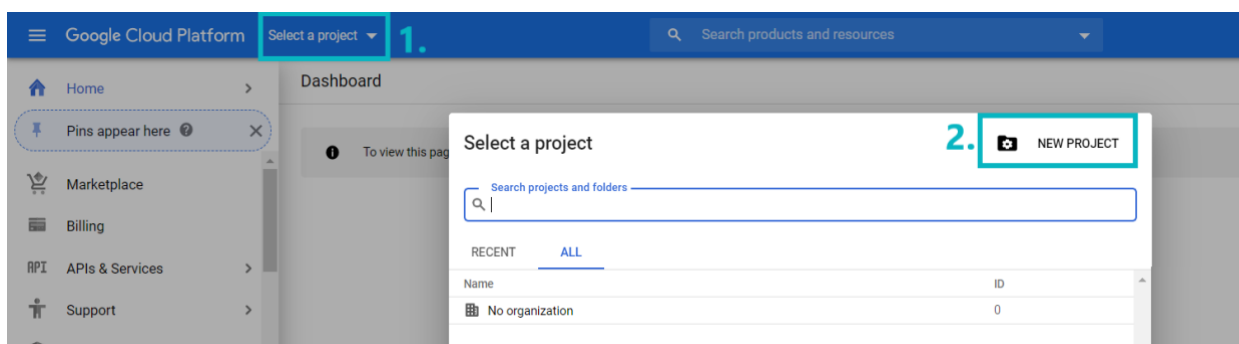 Google Cloud Platform
Select a project
1.
Search products and resources
Home
Dashboard
Pins appear here
To view this pag
Select a project
2.
NEW PROJECT
Marketplace
Search projects and folders
Billing
RECENT
ALL
API
APIs & Services
Name
ID
Support
No organization
0